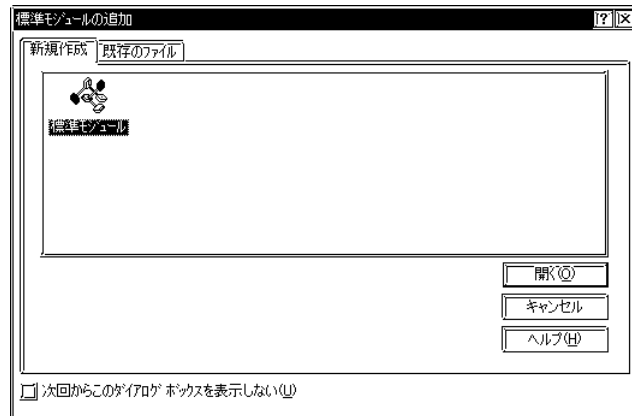 標準モジュールの追加
新規作成 既存のファイル
標準モジュール
開く(O)
キャンセル
ヘルプ(H)
次回からこのダイアログ ボックスを表示しない(U)